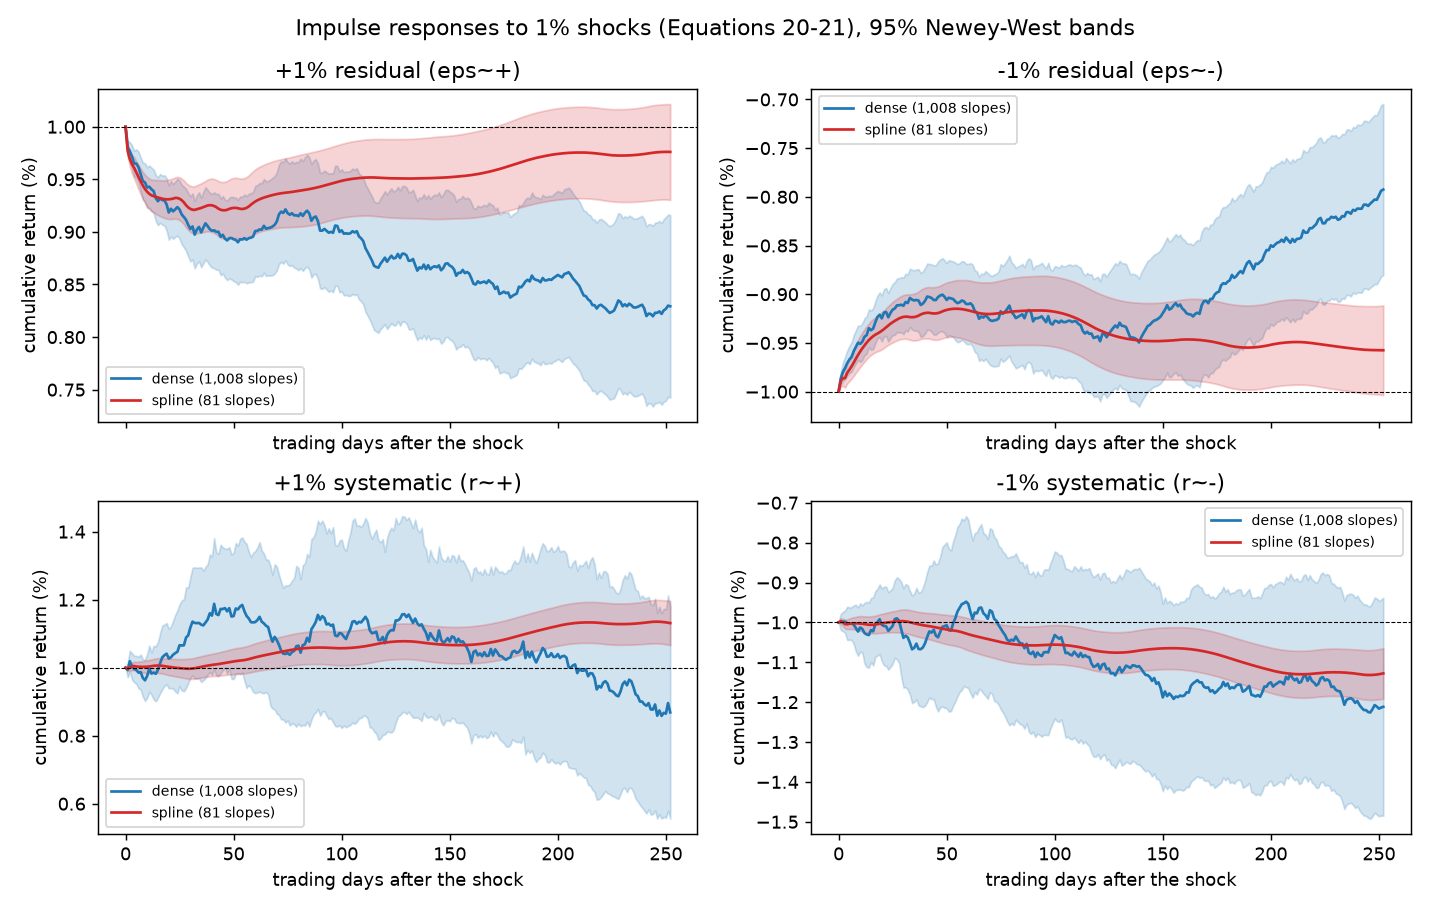 Impulse responses to 1% shocks (Equations 20-21), 95% Newey-West bands
+1% residual (eps~+)
cumulative return (%)
1.00
0.95
0.90
0.85
0.80
0.75
dense (1,008 slopes)
spline (81 slopes)
trading days after the shock
-1% residual (eps~-)
cumulative return (%)
−0.70
−0.75
−0.80
−0.85
−0.90
−0.95
−1.00
dense (1,008 slopes)
spline (81 slopes)
trading days after the shock
+1% systematic (r~+)
cumulative return (%)
1.4
1.2
1.0
0.8
0.6
dense (1,008 slopes)
spline (81 slopes)
0 50 100 150 200 250
trading days after the shock
-1% systematic (r~-)
cumulative return (%)
−0.7
−0.8
−0.9
−1.0
−1.1
−1.2
−1.3
−1.4
−1.5
dense (1,008 slopes)
spline (81 slopes)
0 50 100 150 200 250
trading days after the shock